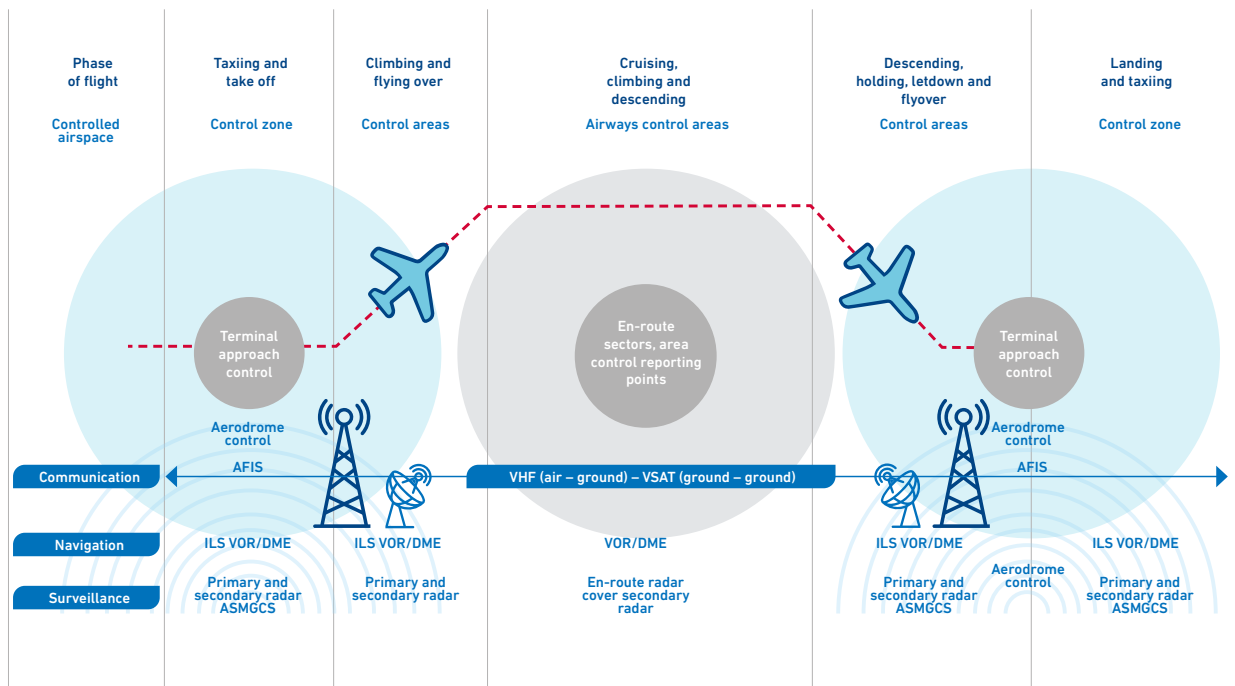 Phase
of flight
Taxiing and
take off
Climbing and
flying over
Cruising,
climbing and
descending
Descending,
holding, letdown and
flyover
Landing
and taxiing
Controlled
airspace
Control zone
Control areas
Airways control areas
Control areas
Control zone
Terminal
approach
control
En-route
sectors, area
control reporting
points
Terminal
approach
control
Aerodrome
control
AFIS
Aerodrome
control
AFIS
Communication
VHF (air – ground) – VSAT (ground – ground)
Navigation
ILS VOR/DME
ILS VOR/DME
VOR/DME
ILS VOR/DME
ILS VOR/DME
Surveillance
Primary and
secondary radar
ASMGCS
Primary and
secondary radar
En-route radar
cover secondary
radar
Primary and
secondary radar
ASMGCS
Aerodrome
control
Primary and
secondary radar
ASMGCS